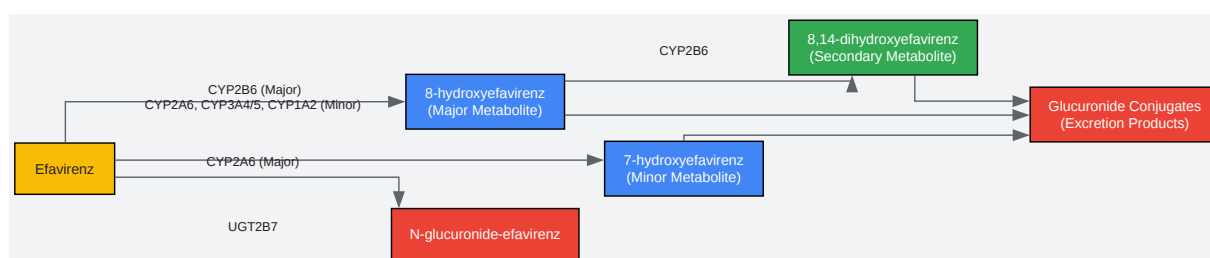 CYP2B6
8,14-dihydroxyefavirenz
(Secondary Metabolite)
CYP2B6 (Major)
CYP2A6, CYP3A4/5, CYP1A2 (Minor)
8-hydroxyefavirenz
(Major Metabolite)
Glucuronide Conjugates
(Excretion Products)
Efavirenz
CYP2A6 (Major)
7-hydroxyefavirenz
(Minor Metabolite)
UGT2B7
N-glucuronide-efavirenz